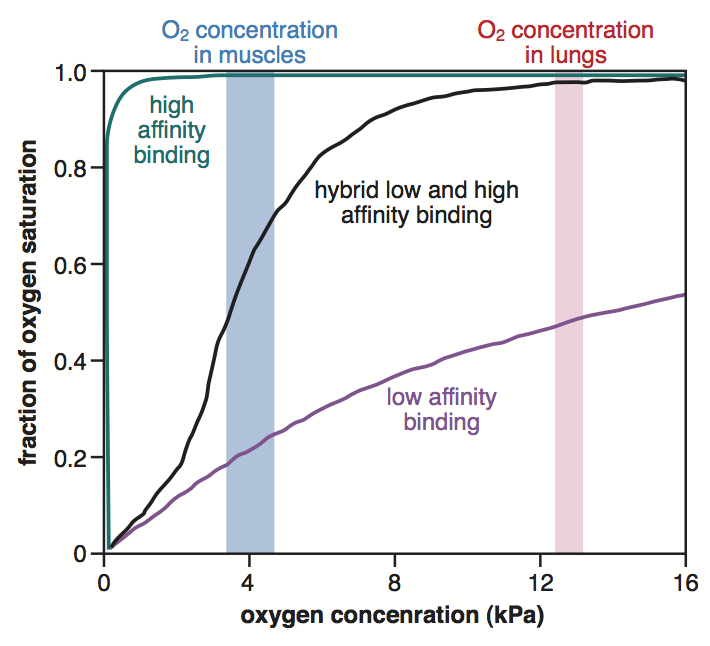 O2 concentration
in muscles
O2 concentration
in lungs
1.0
0.8
0.6
0.4
0.2
0
fraction of oxygen saturation
high
affinity
binding
hybrid low and high
affinity binding
low affinity
binding
0
4
8
12
16
oxygen concenration (kPa)